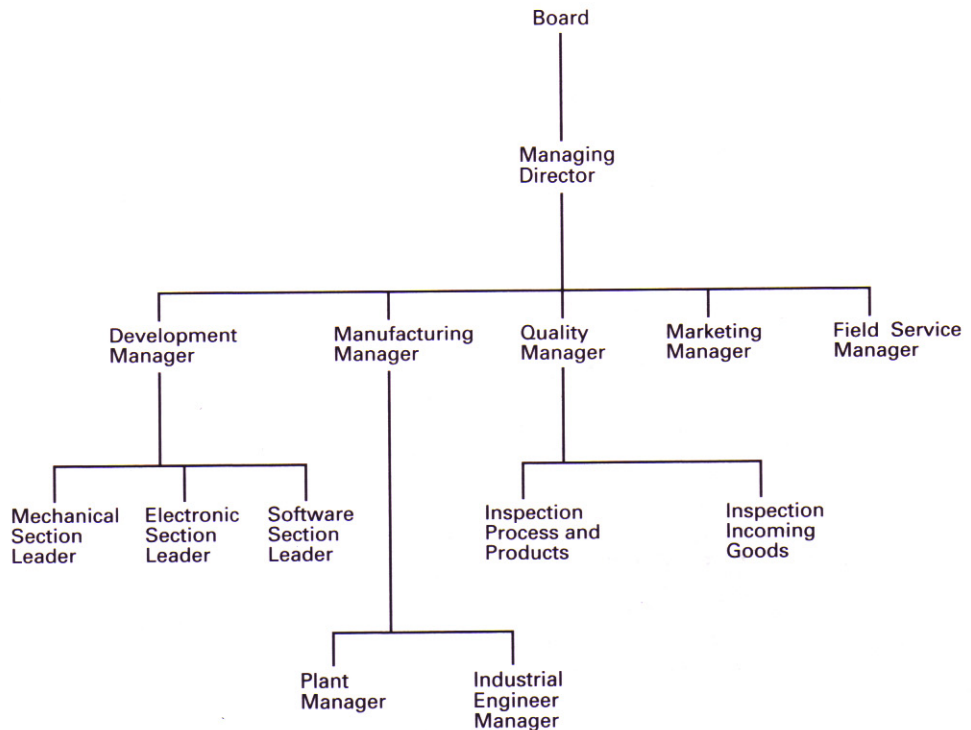 Board
Managing
Director
Development
Manager
Manufacturing
Manager
Quality
Manager
Marketing
Manager
Field Service
Manager
Mechanical
Section
Leader
Electronic
Section
Leader
Software
Section
Leader
Inspection
Process and
Products
Inspection
Incoming
Goods
Plant
Manager
Industrial
Engineer
Manager